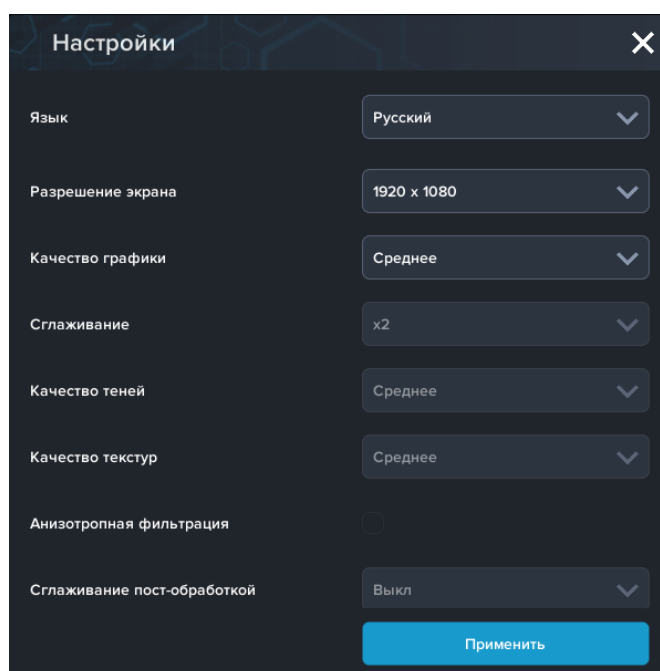 Настройки
Язык
Русский
Разрешение экрана
1920 x 1080
Качество графики
Среднее
Сглаживание
x2
Качество теней
Среднее
Качество текстур
Среднее
Анизотропная фильтрация
Сглаживание пост-обработкой
Выкл
Применить